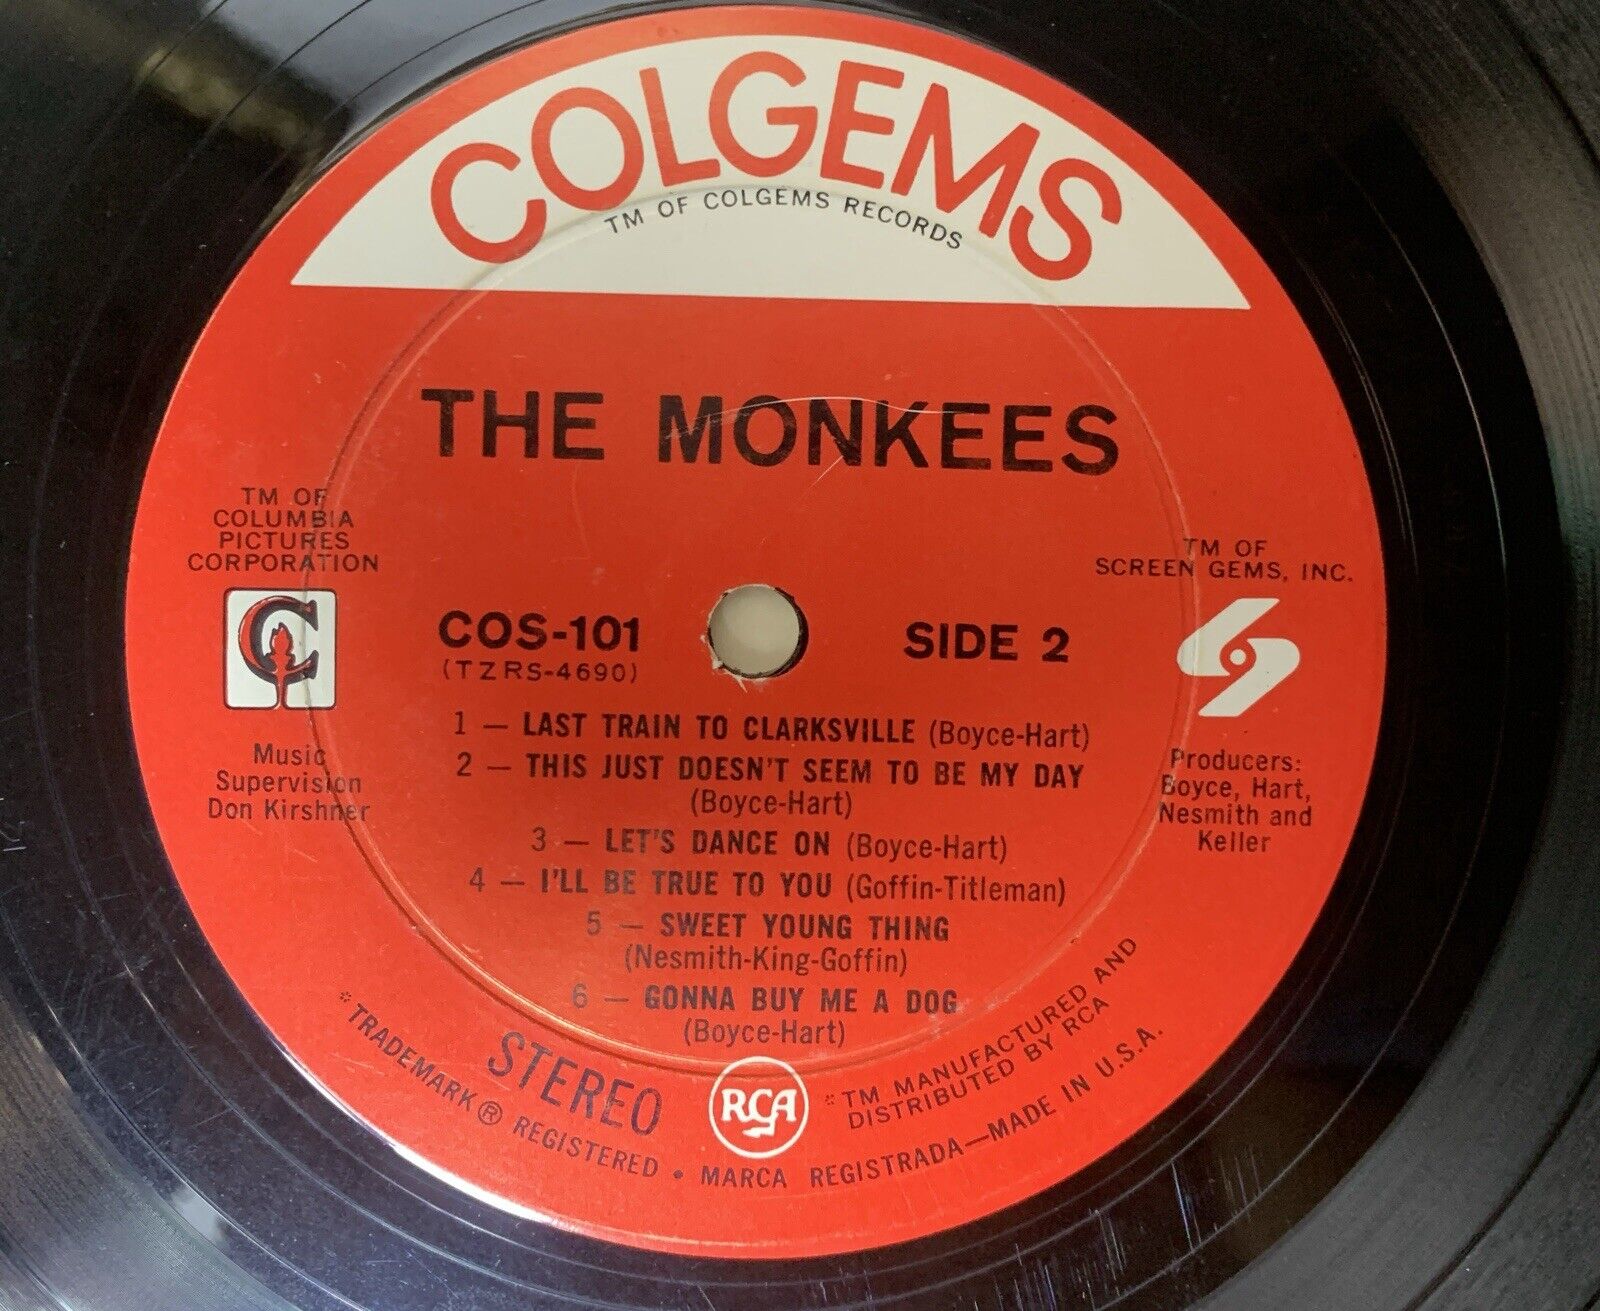 COLGEMS
TM OF COLGEMS RECORDS
THE MONKEES
TM OF
COLUMBIA
PICTURES
CORPORATION
C
Music
Supervision
Don Kirshner
TM OF
SCREEN GEMS, INC.
Producers:
Boyce, Hart,
Nesmith and
Keller
COS-101
(TZRS-4690)
SIDE 2
1 — LAST TRAIN TO CLARKSVILLE (Boyce-Hart)
2 — THIS JUST DOESN'T SEEM TO BE MY DAY
(Boyce-Hart)
3 — LET'S DANCE ON (Boyce-Hart)
4 — I'LL BE TRUE TO YOU (Goffin-Titleman)
5 — SWEET YOUNG THING
(Nesmith-King-Goffin)
6 — GONNA BUY ME A DOG
(Boyce-Hart)
STEREO
RCA
*TM MANUFACTURED AND
DISTRIBUTED BY RCA
*TRADEMARK ® REGISTERED • MARCA REGISTRADA—MADE IN U.S.A.